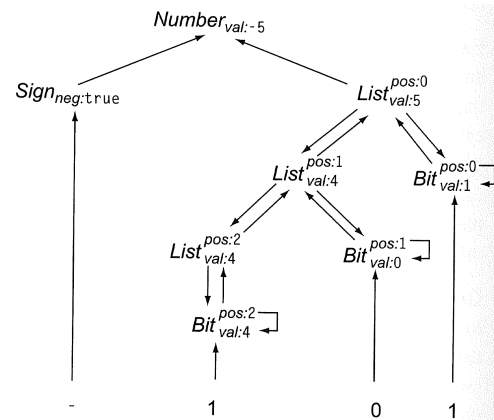 Number val:-5
Sign neg:true
List pos:0 val:5
List pos:1 val:4
Bit pos:0 val:1
List pos:2 val:4
Bit pos:1 val:0
Bit pos:2 val:4
- 1 0 1